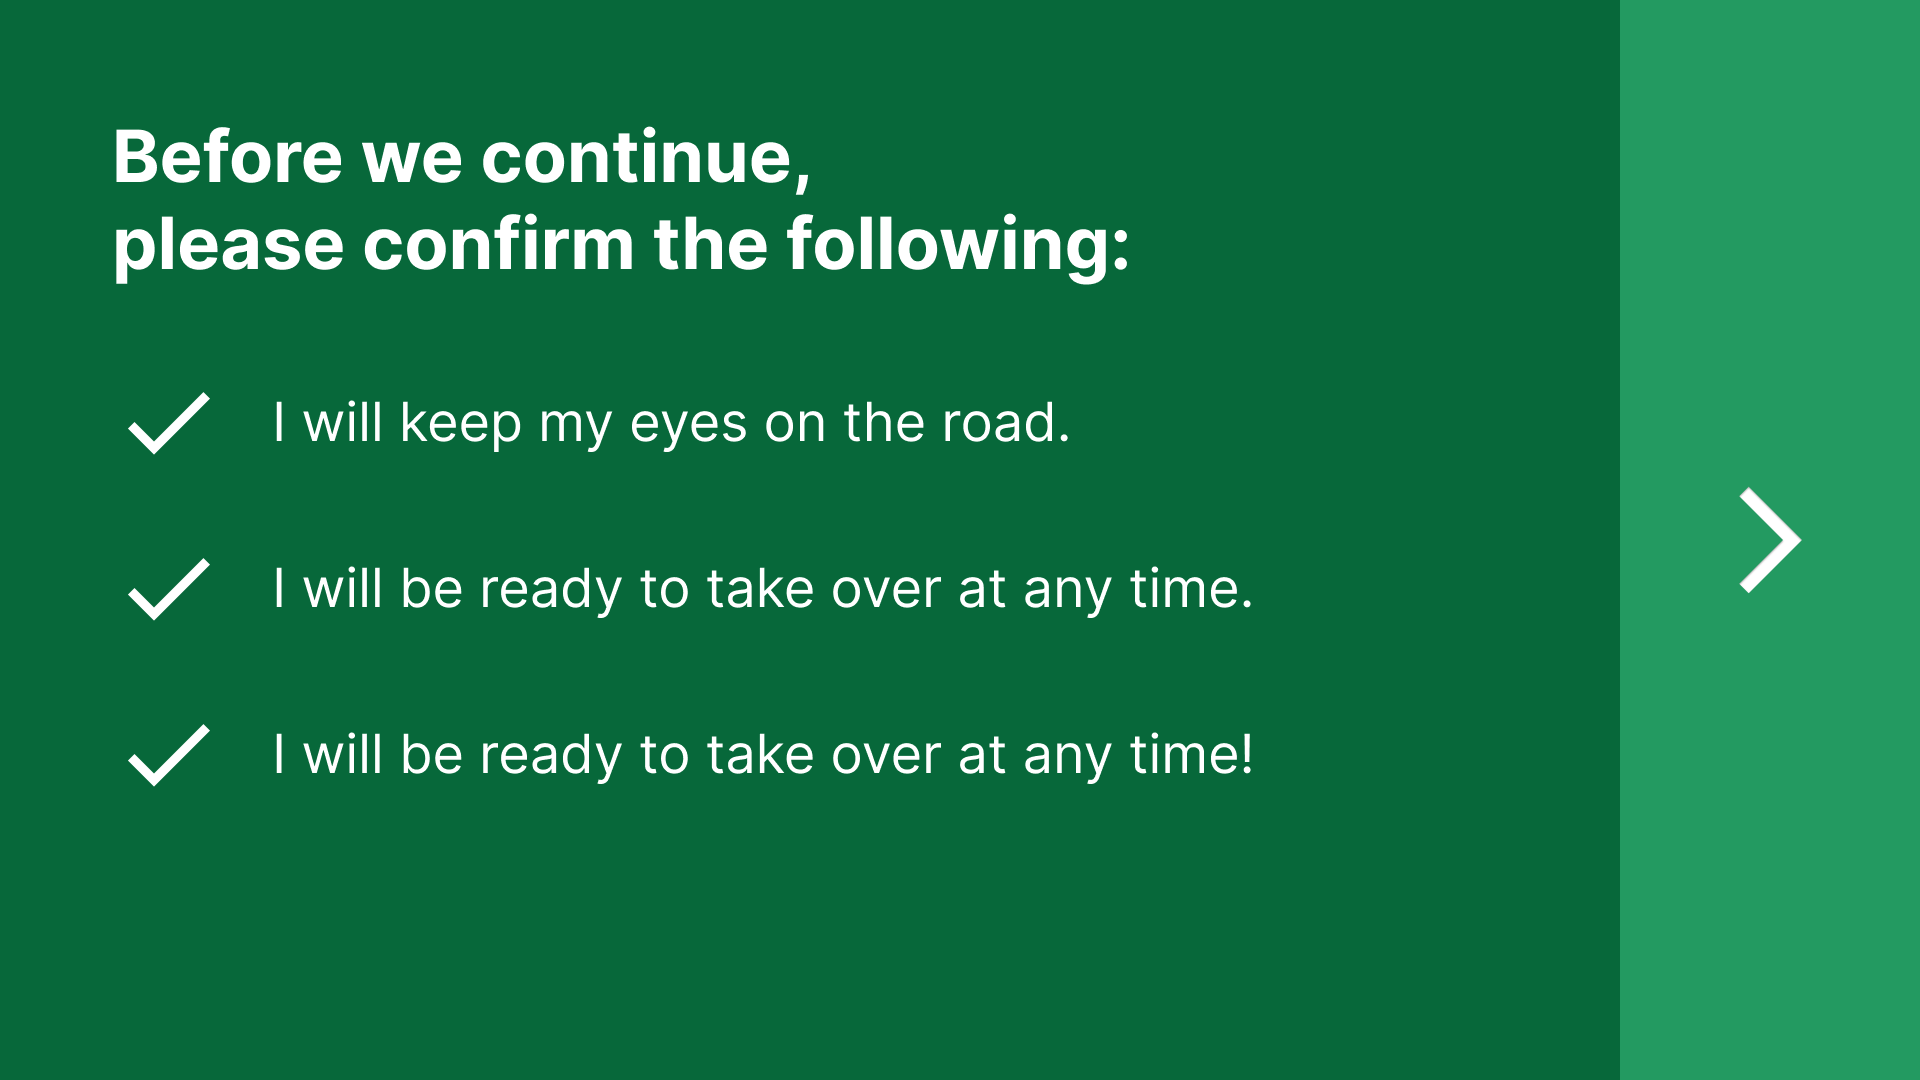 Before we continue,
please confirm the following:
I will keep my eyes on the road.
I will be ready to take over at any time.
I will be ready to take over at any time!